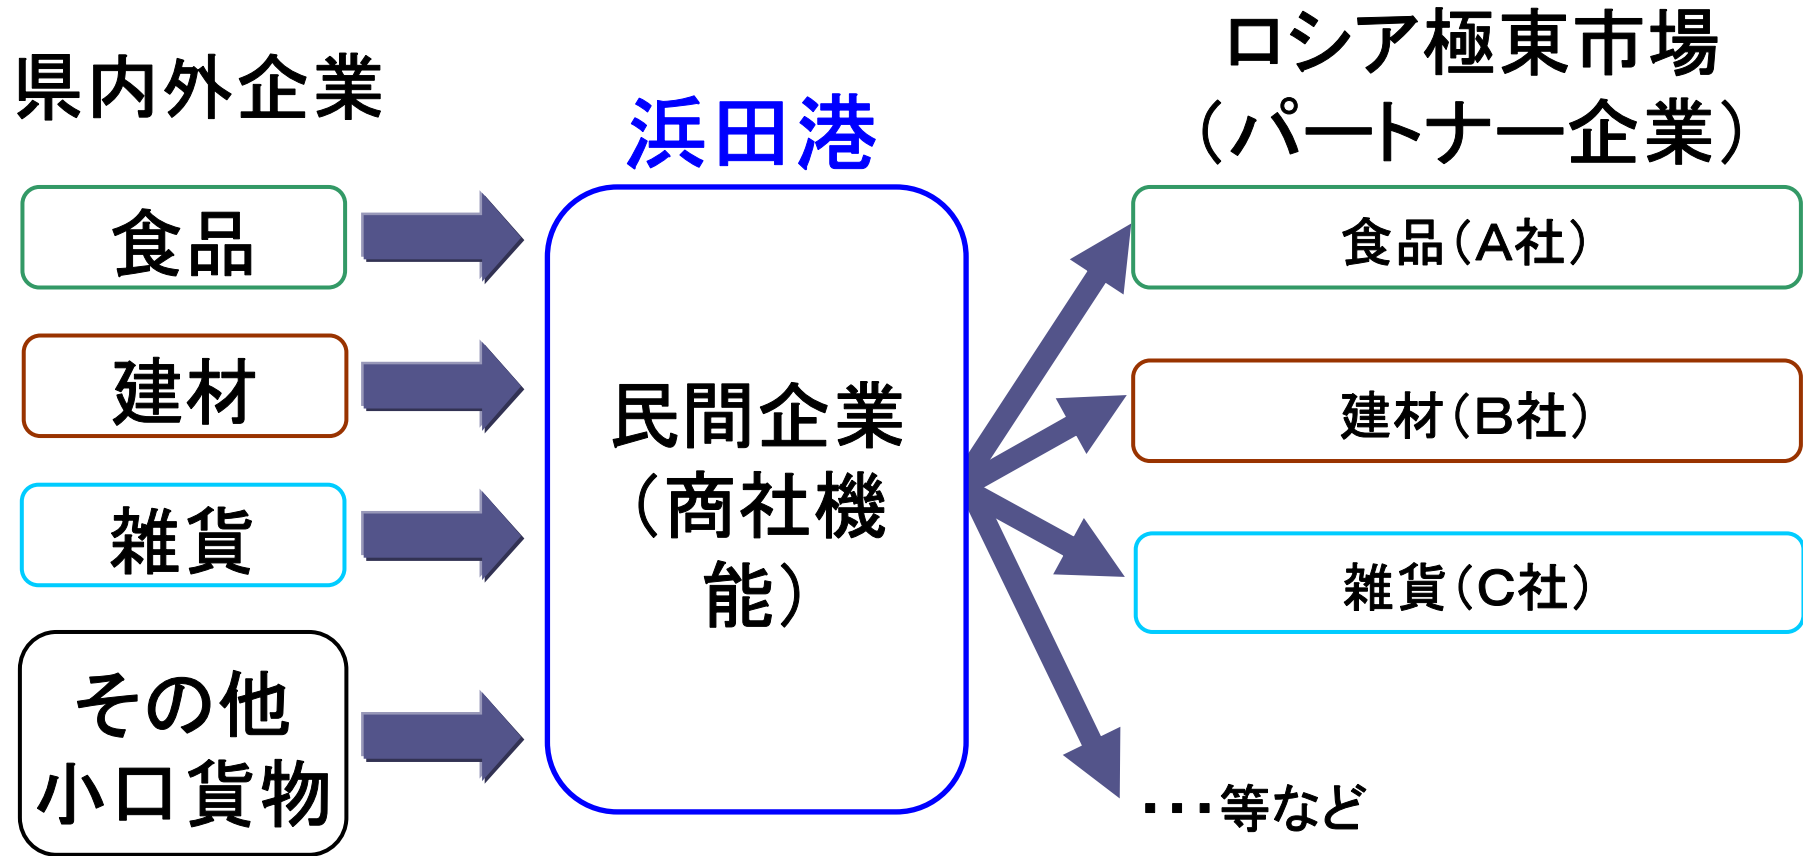 県内外企業
食品
建材
雑貨
その他
小口貨物
浜田港
民間企業
（商社機
能）
ロシア極東市場
（パートナー企業）
食品（Ａ社）
建材（Ｂ社）
雑貨（Ｃ社）
・・・等など